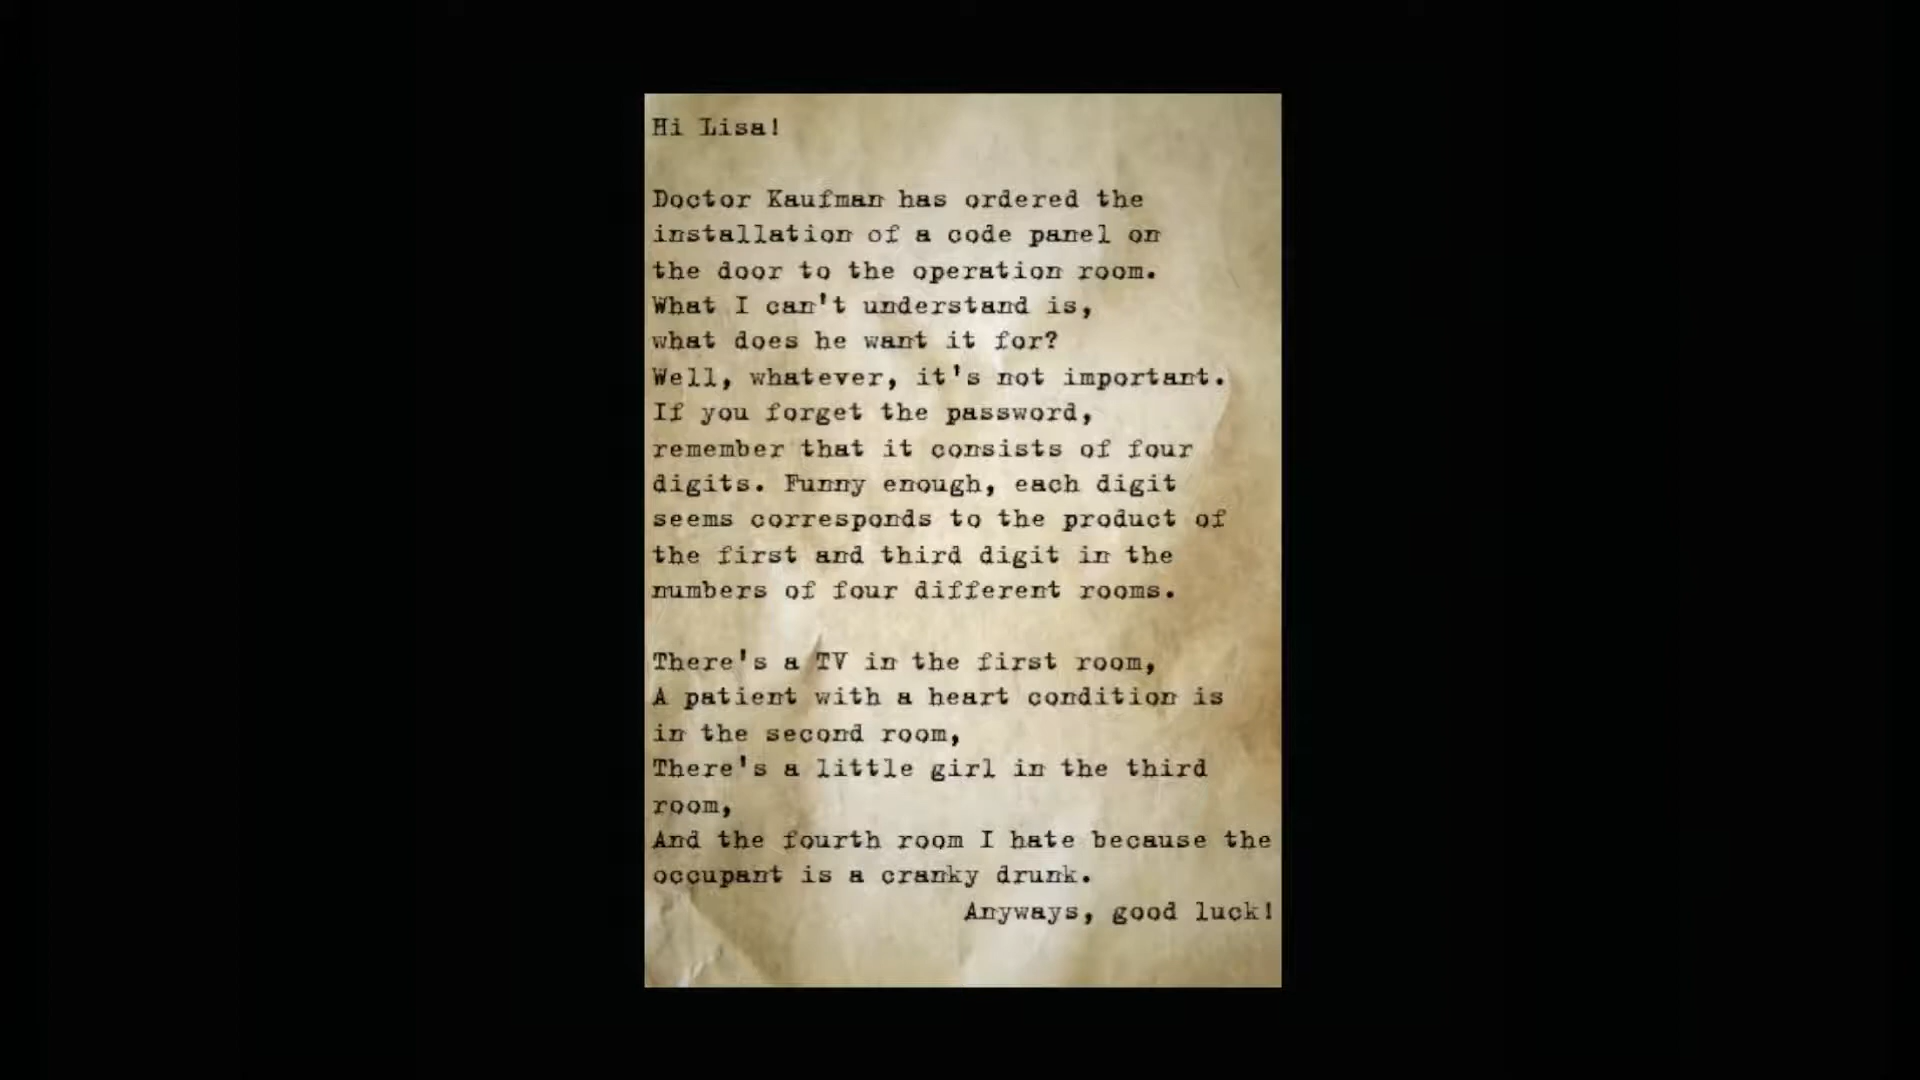 Hi Lisa!
Doctor Kaufman has ordered the
installation of a code panel on
the door to the operation room.
What I can't understand is,
what does he want it for?
Well, whatever, it's not important.
If you forget the password,
remember that it consists of four
digits. Funny enough, each digit
seems corresponds to the product of
the first and third digit in the
numbers of four different rooms.
There's a TV in the first room,
A patient with a heart condition is
in the second room,
There's a little girl in the third
room,
And the fourth room I hate because the
occupant is a cranky drunk.
Anyways, good luck!